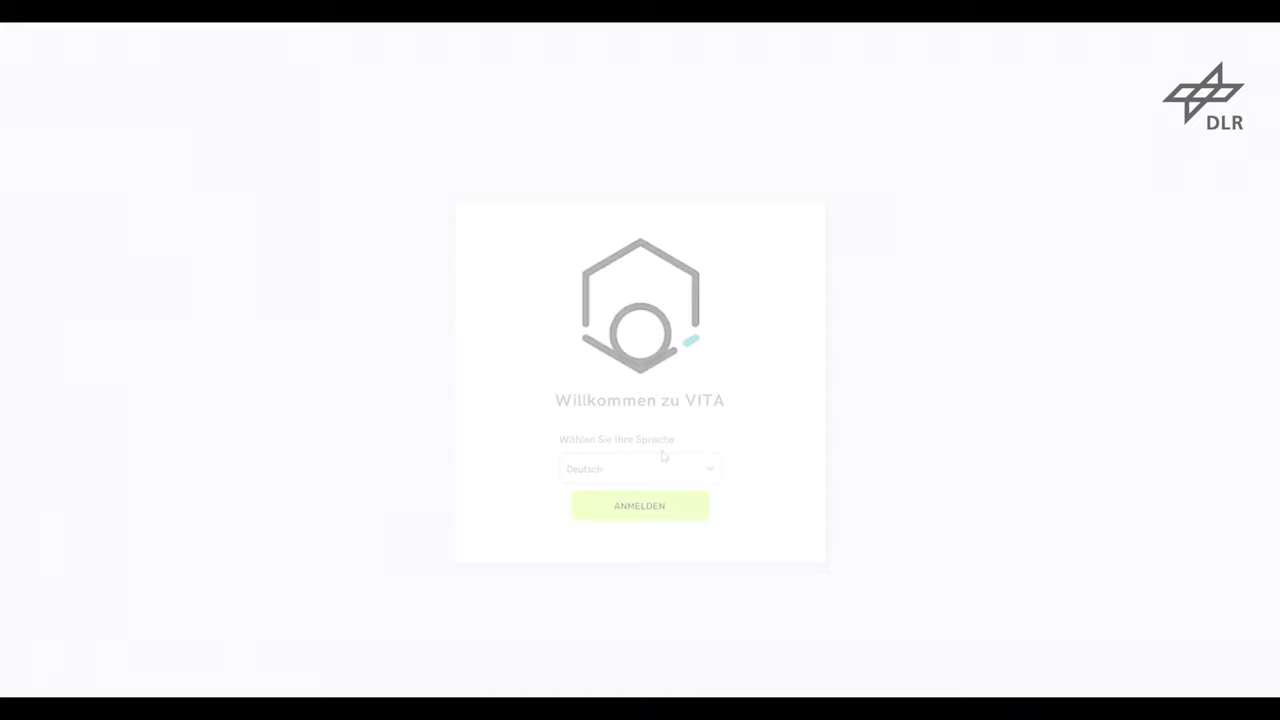 DLR
Willkommen zu VITA
Wählen Sie Ihre Sprache
Deutsch
ANMELDEN